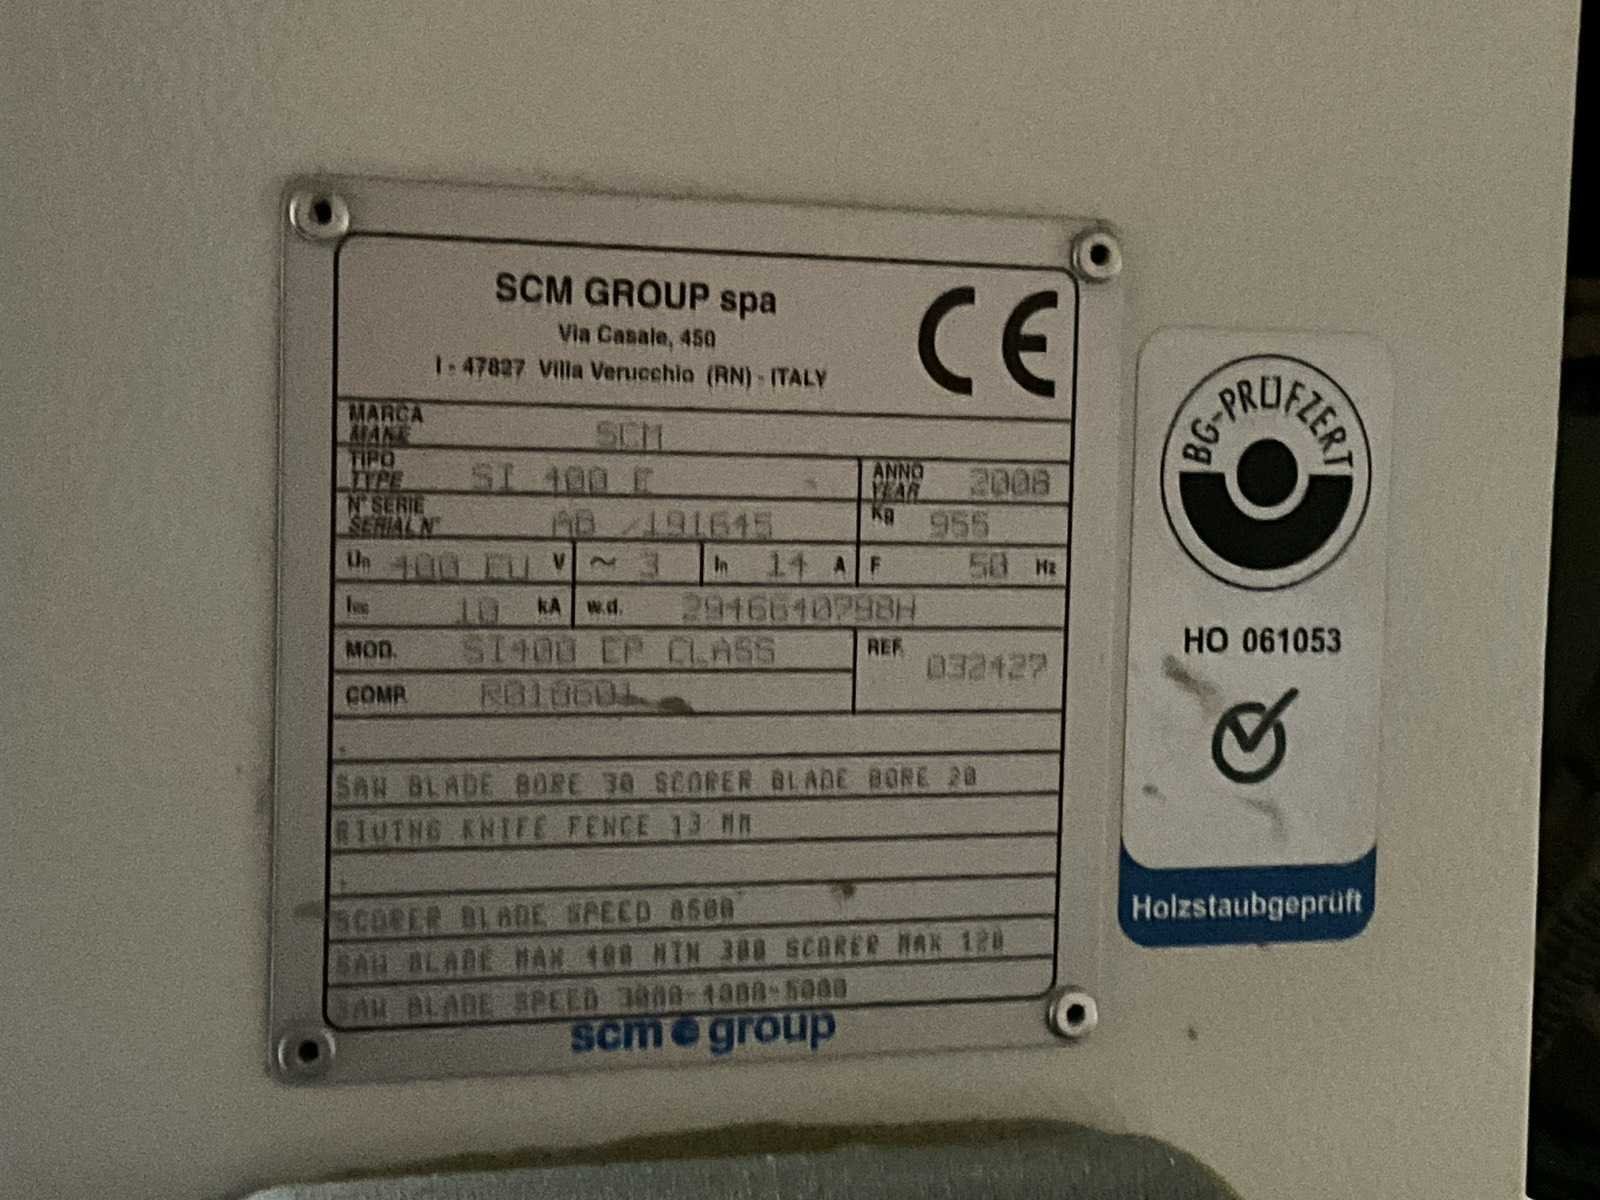 SCM GROUP spa
Via Casale, 450
I - 47827 Villa Verucchio (RN) - ITALY
CE
MARCA
MAKE SCM
TIPO
TYPE SI 400 E
ANNO
YEAR 2008
N° SERIE
SERIAL N° AB /191645
Kg 955
Un 400 EU V ~ 3 In 14 A F 50 Hz
Icc 10 kA w.d. 2946640798H
MOD. SI400 EP CLASS REF. 032427
COMP. R818601
SAW BLADE BORE 30 SCORER BLADE BORE 20
RIVING KNIFE FENCE 13 MM
SCORER BLADE SPEED 8500
SAW BLADE MAX 400 MIN 300 SCORER MAX 120
SAW BLADE SPEED 3000-4000-5000
scm group
BG-PRÜFZERT
HO 061053
Holzstaubgeprüft